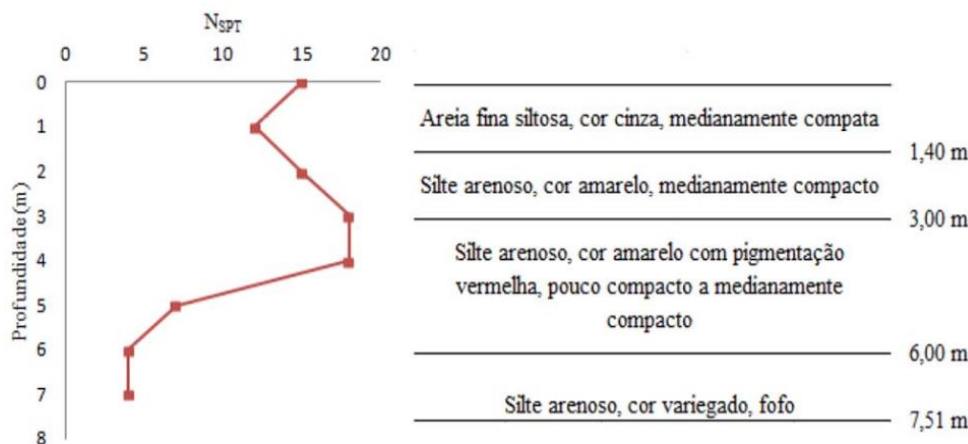 N_SPT
0 5 10 15 20
0
1
2
3
4
5
6
7
8
Profundidade (m)
Areia fina siltosa, cor cinza, medianamente compata
1,40 m
Silte arenoso, cor amarelo, medianamente compacto
3,00 m
Silte arenoso, cor amarelo com pigmentação
vermelha, pouco compacto a medianamente
compacto
6,00 m
Silte arenoso, cor variegado, fofo
7,51 m